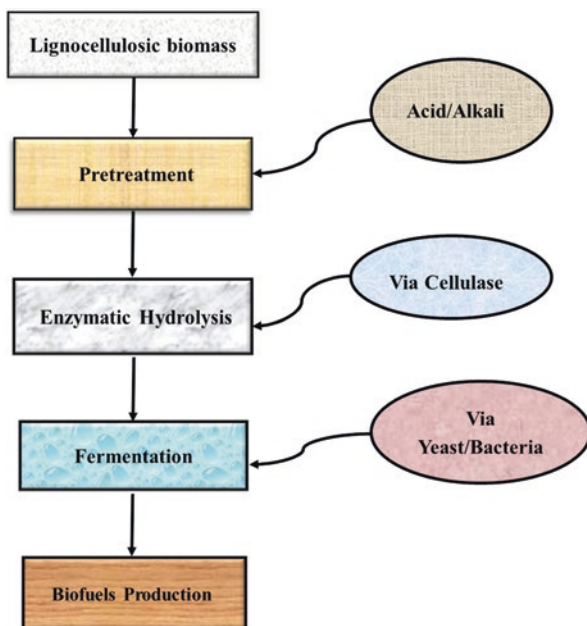 Lignocellulosic biomass
Acid/Alkali
Pretreatment
Via Cellulase
Enzymatic Hydrolysis
Via
Yeast/Bacteria
Fermentation
Biofuels Production